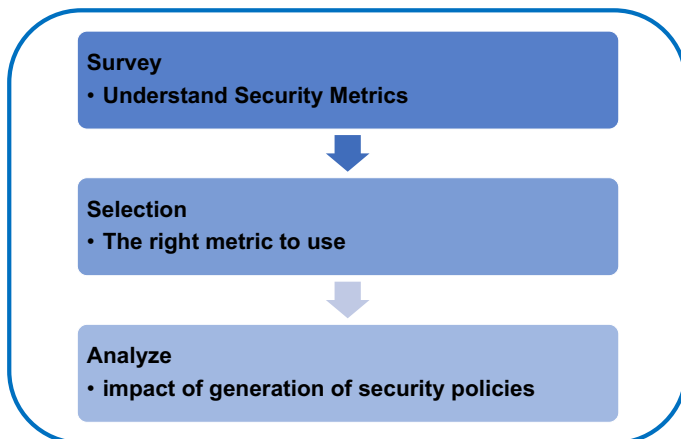 Survey
• Understand Security Metrics
Selection
• The right metric to use
Analyze
• impact of generation of security policies